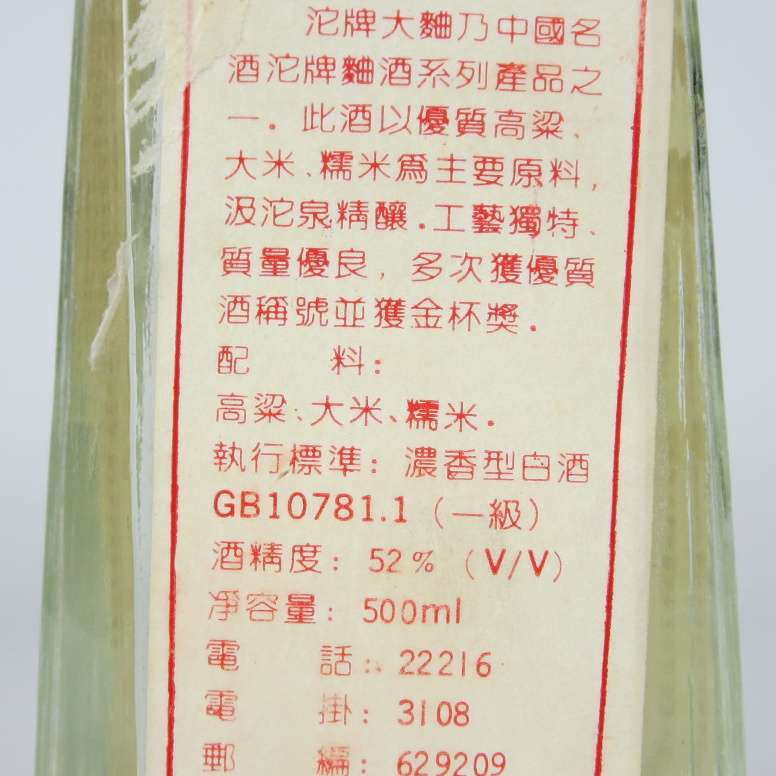 沱牌大麯乃中國名
酒沱牌麯酒系列產品之
一．此酒以優質高粱、
大米、糯米為主要原料，
汲沱泉精釀．工藝獨特、
質量優良，多次獲優質
酒稱號並獲金杯獎．
配 料：
高粱、大米、糯米．
執行標準：濃香型白酒
GB10781.1（一級）
酒精度：52%（V/V）
凈容量：500ml
電 話：22216
電 掛：3108
郵 編：629209